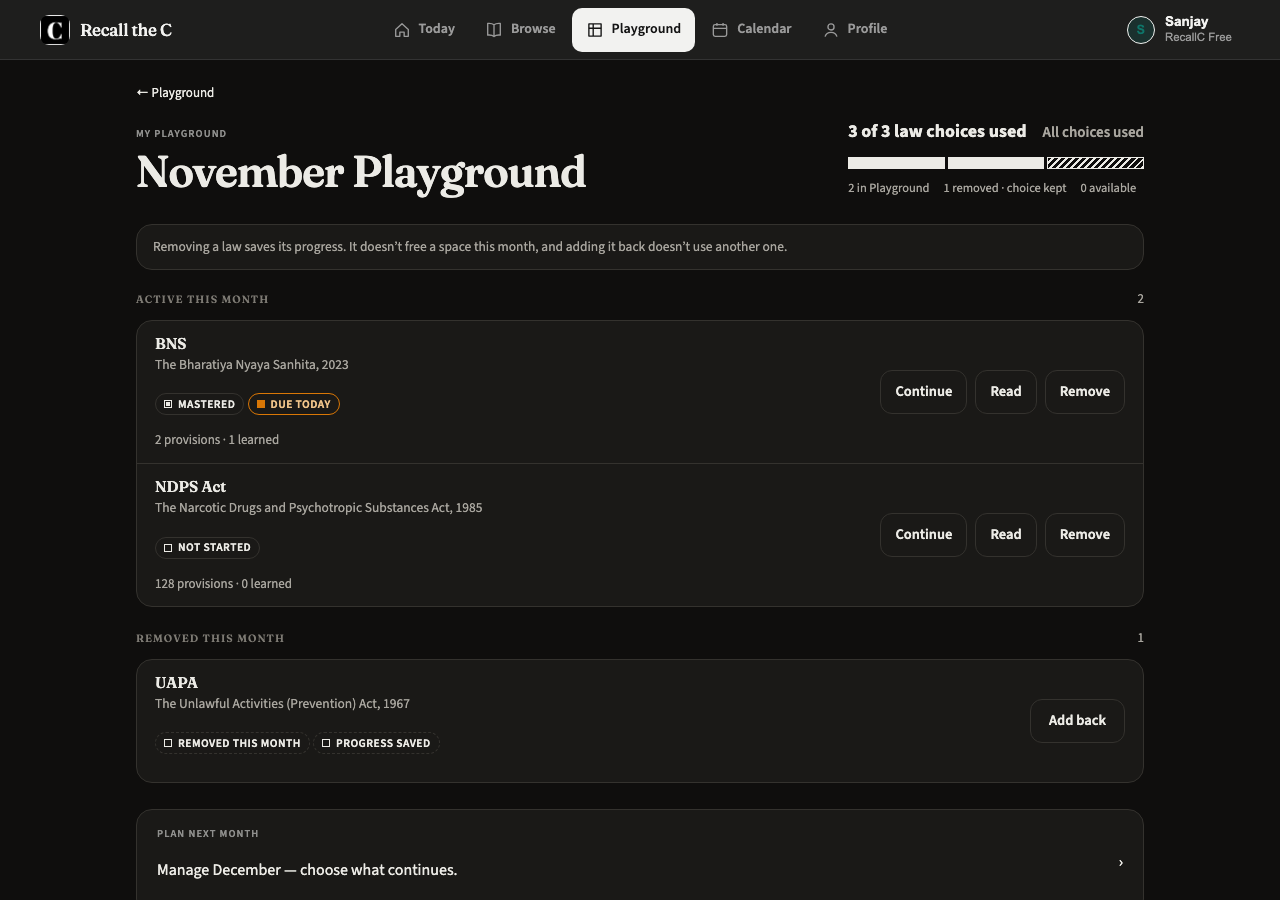 C Recall the C
Today Browse Playground Calendar Profile
S Sanjay
RecallC Free
← Playground
MY PLAYGROUND
November Playground
3 of 3 law choices used All choices used
2 in Playground 1 removed · choice kept 0 available
Removing a law saves its progress. It doesn’t free a space this month, and adding it back doesn’t use another one.
ACTIVE THIS MONTH 2
BNS
The Bharatiya Nyaya Sanhita, 2023
MASTERED DUE TODAY
2 provisions · 1 learned
Continue Read Remove
NDPS Act
The Narcotic Drugs and Psychotropic Substances Act, 1985
NOT STARTED
128 provisions · 0 learned
Continue Read Remove
REMOVED THIS MONTH 1
UAPA
The Unlawful Activities (Prevention) Act, 1967
REMOVED THIS MONTH PROGRESS SAVED
Add back
PLAN NEXT MONTH
Manage December — choose what continues. ›